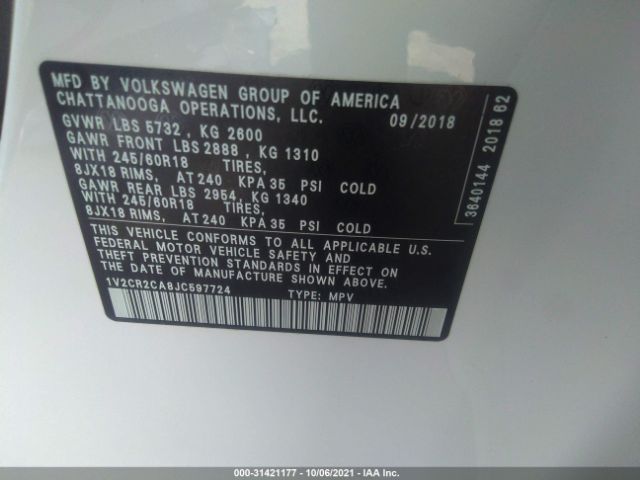 MFD BY VOLKSWAGEN GROUP OF AMERICA
CHATTANOOGA OPERATIONS, LLC. 09/2018
GVWR LBS 5732 , KG 2600
GAWR FRONT LBS 2888 , KG 1310
WITH 245/60R18 TIRES,
8JX18 RIMS, AT 240 KPA 35 PSI COLD
GAWR REAR LBS 2954, KG 1340
WITH 245/60R18 TIRES,
8JX18 RIMS, AT 240 KPA 35 PSI COLD
THIS VEHICLE CONFORMS TO ALL APPLICABLE U.S.
FEDERAL MOTOR VEHICLE SAFETY AND
THEFT PREVENTION STANDARDS IN EFFECT ON
THE DATE OF MANUFACTURE SHOWN ABOVE.
1V2CR2CA8JC597724 TYPE: MPV
3640144 2018 62
000-31421177 - 10/06/2021 - IAA Inc.